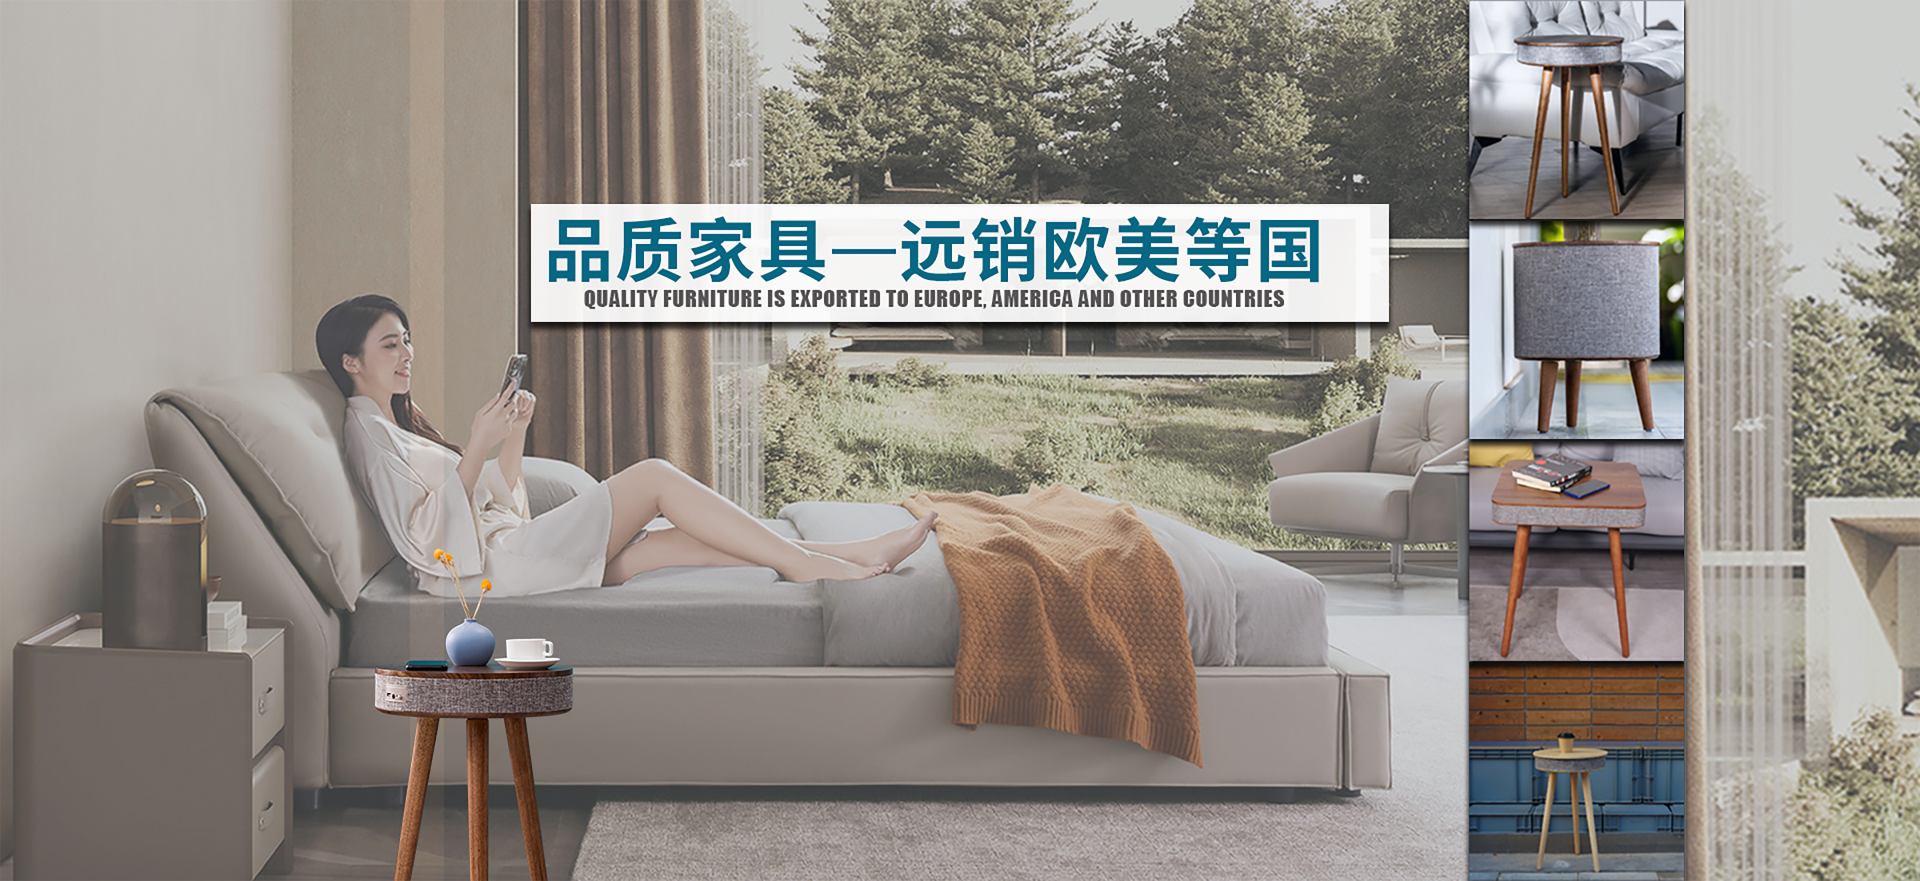 品质家具—远销欧美等国
QUALITY FURNITURE IS EXPORTED TO EUROPE, AMERICA AND OTHER COUNTRIES